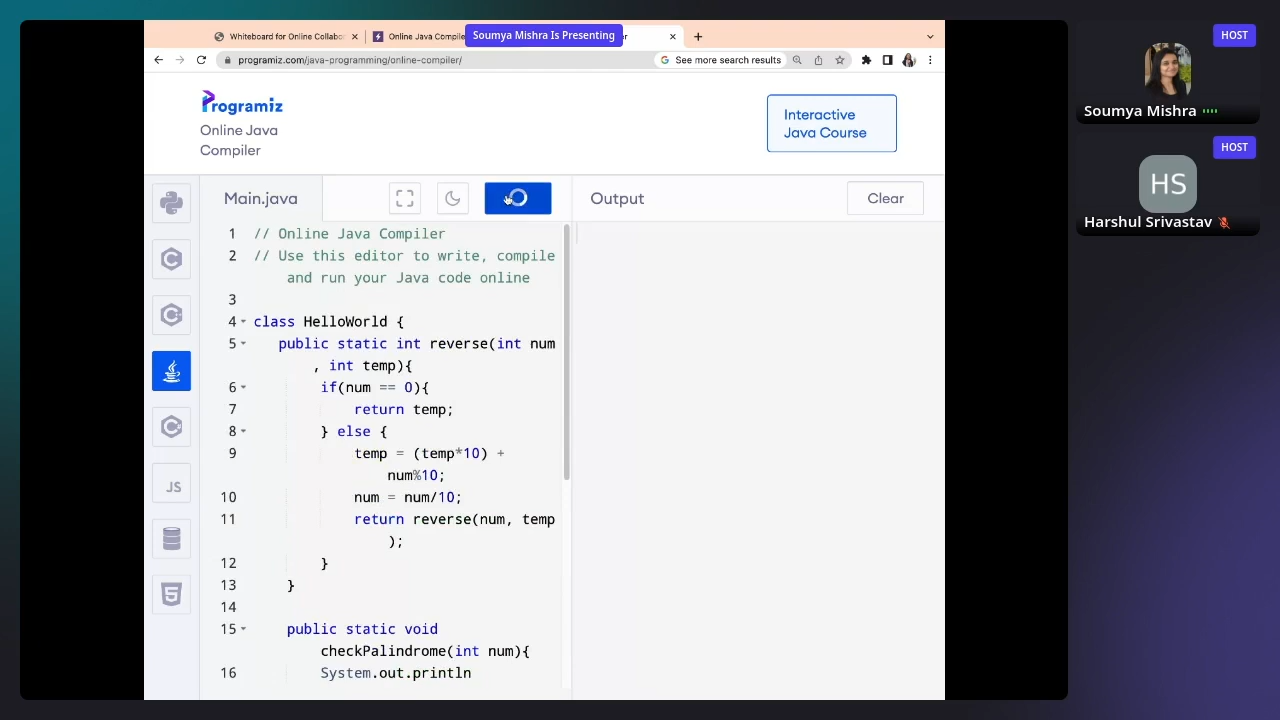 Whiteboard for Online Collabor
Online Java Compile
Soumya Mishra Is Presenting
er
programiz.com/java-programming/online-compiler/
See more search results
Programiz
Online Java
Compiler
Interactive
Java Course
Main.java
Output
Clear
1 // Online Java Compiler
2 // Use this editor to write, compile
and run your Java code online
3
4 class HelloWorld {
5 public static int reverse(int num
, int temp){
6 if(num == 0){
7 return temp;
8 } else {
9 temp = (temp*10) +
num%10;
10 num = num/10;
11 return reverse(num, temp
);
12 }
13 }
14
15 public static void
checkPalindrome(int num){
16 System.out.println
JS
HOST
Soumya Mishra
HOST
HS
Harshul Srivastav